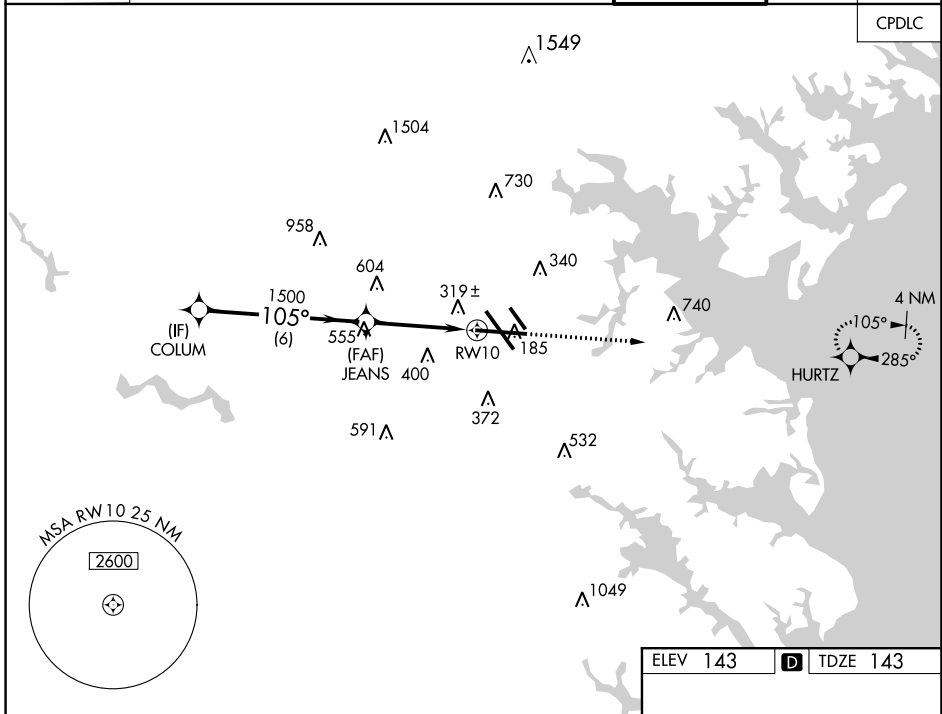 CPDLC
1549
1504
730
958
604
340
319±
1500
105°
(6)
(IF)
COLUM
555
(FAF)
JEANS
400
RW10
185
740
4 NM
105°
285°
HURTZ
372
591
532
MSA RW10 25 NM
2600
1049
ELEV 143 D TDZE 143